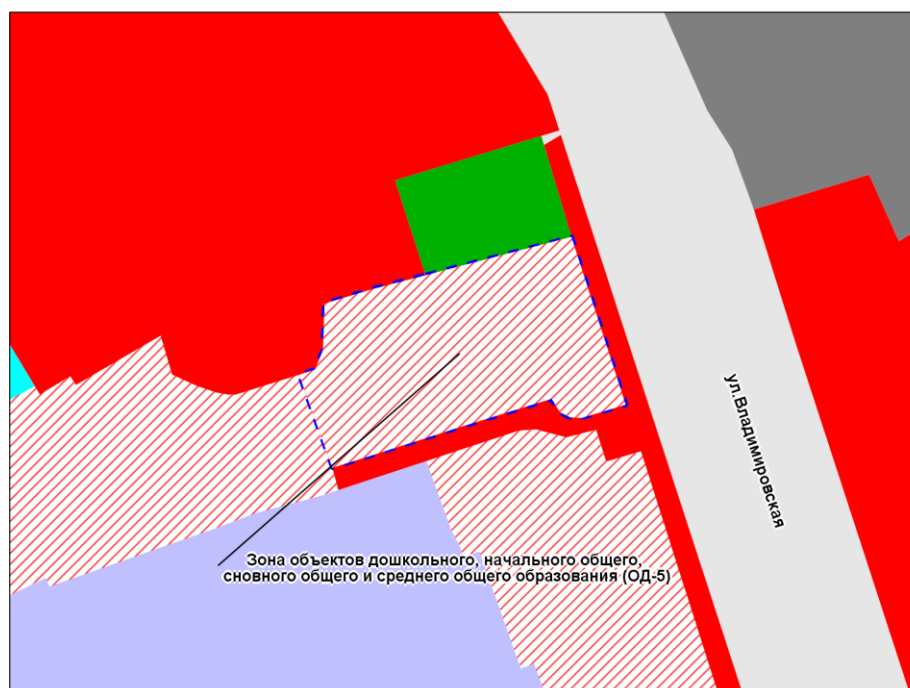 ул.Владимировская
Зона объектов дошкольного, начального общего,
сновного общего и среднего общего образования (ОД-5)